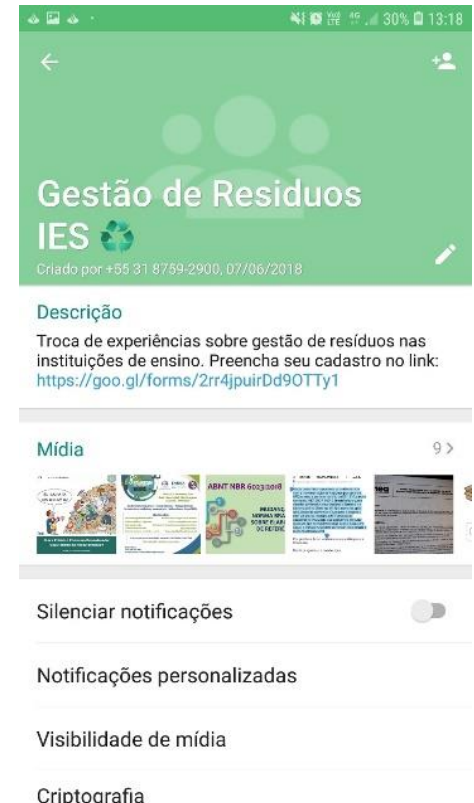 VoLTE 4G 30% 13:18
Gestão de Residuos
IES ♻
Criado por +55 31 8759-2900, 07/06/2018
Descrição
Troca de experiências sobre gestão de resíduos nas
instituições de ensino. Preencha seu cadastro no link:
https://goo.gl/forms/2rr4jpuirDd9OTTy1
Mídia 9 >
ABNT NBR 6023:2018
Silenciar notificações
Notificações personalizadas
Visibilidade de mídia
Criptografia